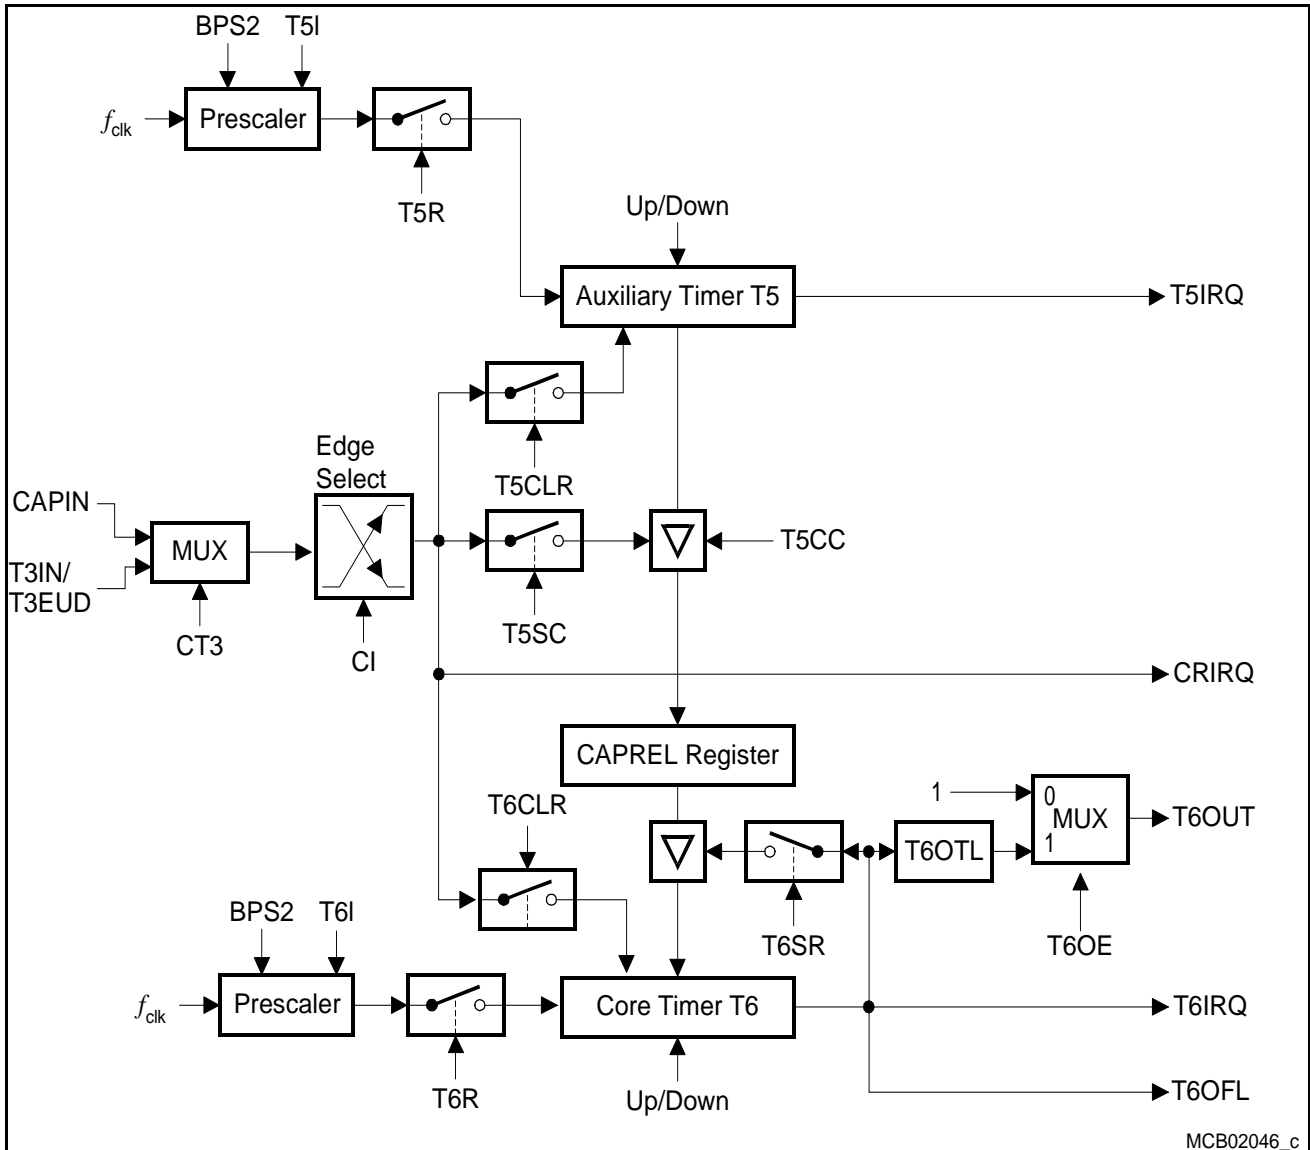 BPS2 T5I
fclk
Prescaler
T5R
Up/Down
Auxiliary Timer T5
T5IRQ
T5CLR
Edge
Select
CAPIN
T3IN/
T3EUD
MUX
CT3
CI
T5SC
T5CC
CRIRQ
CAPREL Register
T6CLR
1
0
MUX
1
T6OUT
T6OTL
T6SR
T6OE
BPS2 T6I
fclk
Prescaler
T6R
Core Timer T6
Up/Down
T6IRQ
T6OFL
MCB02046_c